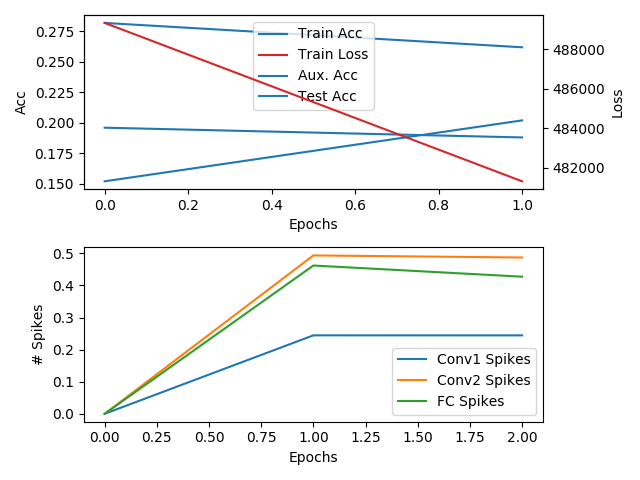 0.275
0.250
0.225
0.200
0.175
0.150
Acc
488000
486000
484000
482000
Loss
Train Acc
Train Loss
Aux. Acc
Test Acc
0.0 0.2 0.4 0.6 0.8 1.0
Epochs
0.5
0.4
0.3
0.2
0.1
0.0
# Spikes
Conv1 Spikes
Conv2 Spikes
FC Spikes
0.00 0.25 0.50 0.75 1.00 1.25 1.50 1.75 2.00
Epochs